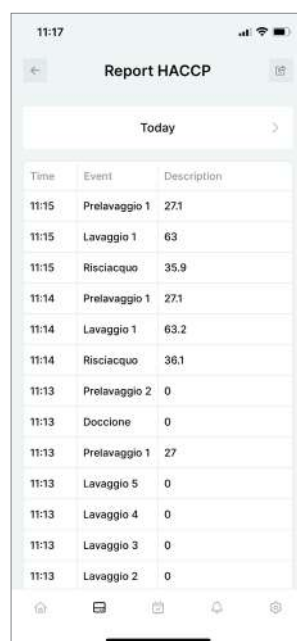 11:17
Report HACCP
Today
Time Event Description
11:15 Prelavaggio 1 27.1
11:15 Lavaggio 1 63
11:15 Risciacquo 35.9
11:14 Prelavaggio 1 27.1
11:14 Lavaggio 1 63.2
11:14 Risciacquo 36.1
11:13 Prelavaggio 2 0
11:13 Doccione 0
11:13 Prelavaggio 1 27
11:13 Lavaggio 5 0
11:13 Lavaggio 4 0
11:13 Lavaggio 3 0
11:13 Lavaggio 2 0